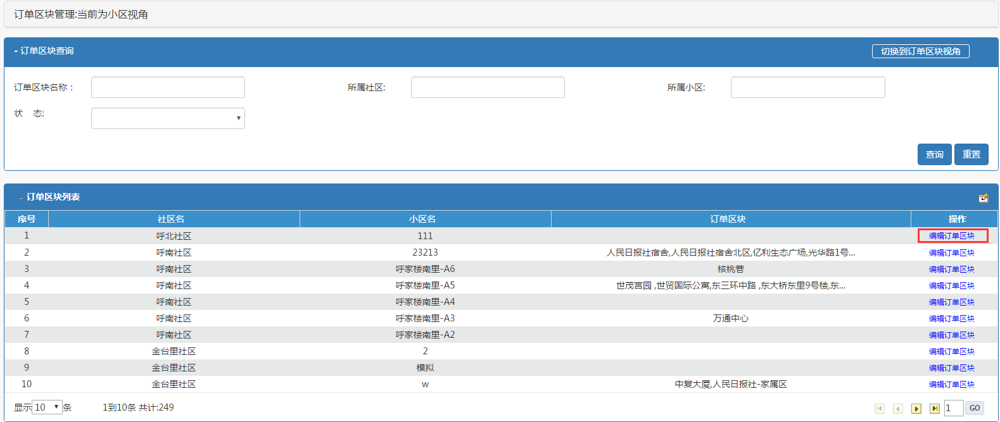 订单区块管理:当前为小区视角
- 订单区块查询 切换到订单区块视角
订单区块名称： 所属社区: 所属小区:
状 态:
查询 重置
- 订单区块列表
序号 社区名 小区名 订单区块 操作
1 呼北社区 111 编辑订单区块
2 呼南社区 23213 人民日报社宿舍,人民日报社宿舍北区,亿利生态广场,光华路1号... 编辑订单区块
3 呼南社区 呼家楼南里-A6 核桃巷 编辑订单区块
4 呼南社区 呼家楼南里-A5 世茂宫园 ,世贸国际公寓,东三环中路 ,东大桥东里9号楼,东... 编辑订单区块
5 呼南社区 呼家楼南里-A4 编辑订单区块
6 呼南社区 呼家楼南里-A3 万通中心 编辑订单区块
7 呼南社区 呼家楼南里-A2 编辑订单区块
8 金台里社区 2 编辑订单区块
9 金台里社区 模拟 编辑订单区块
10 金台里社区 w 中复大厦,人民日报社-家属区 编辑订单区块
显示 10 条 1到10条 共计:249 1 GO